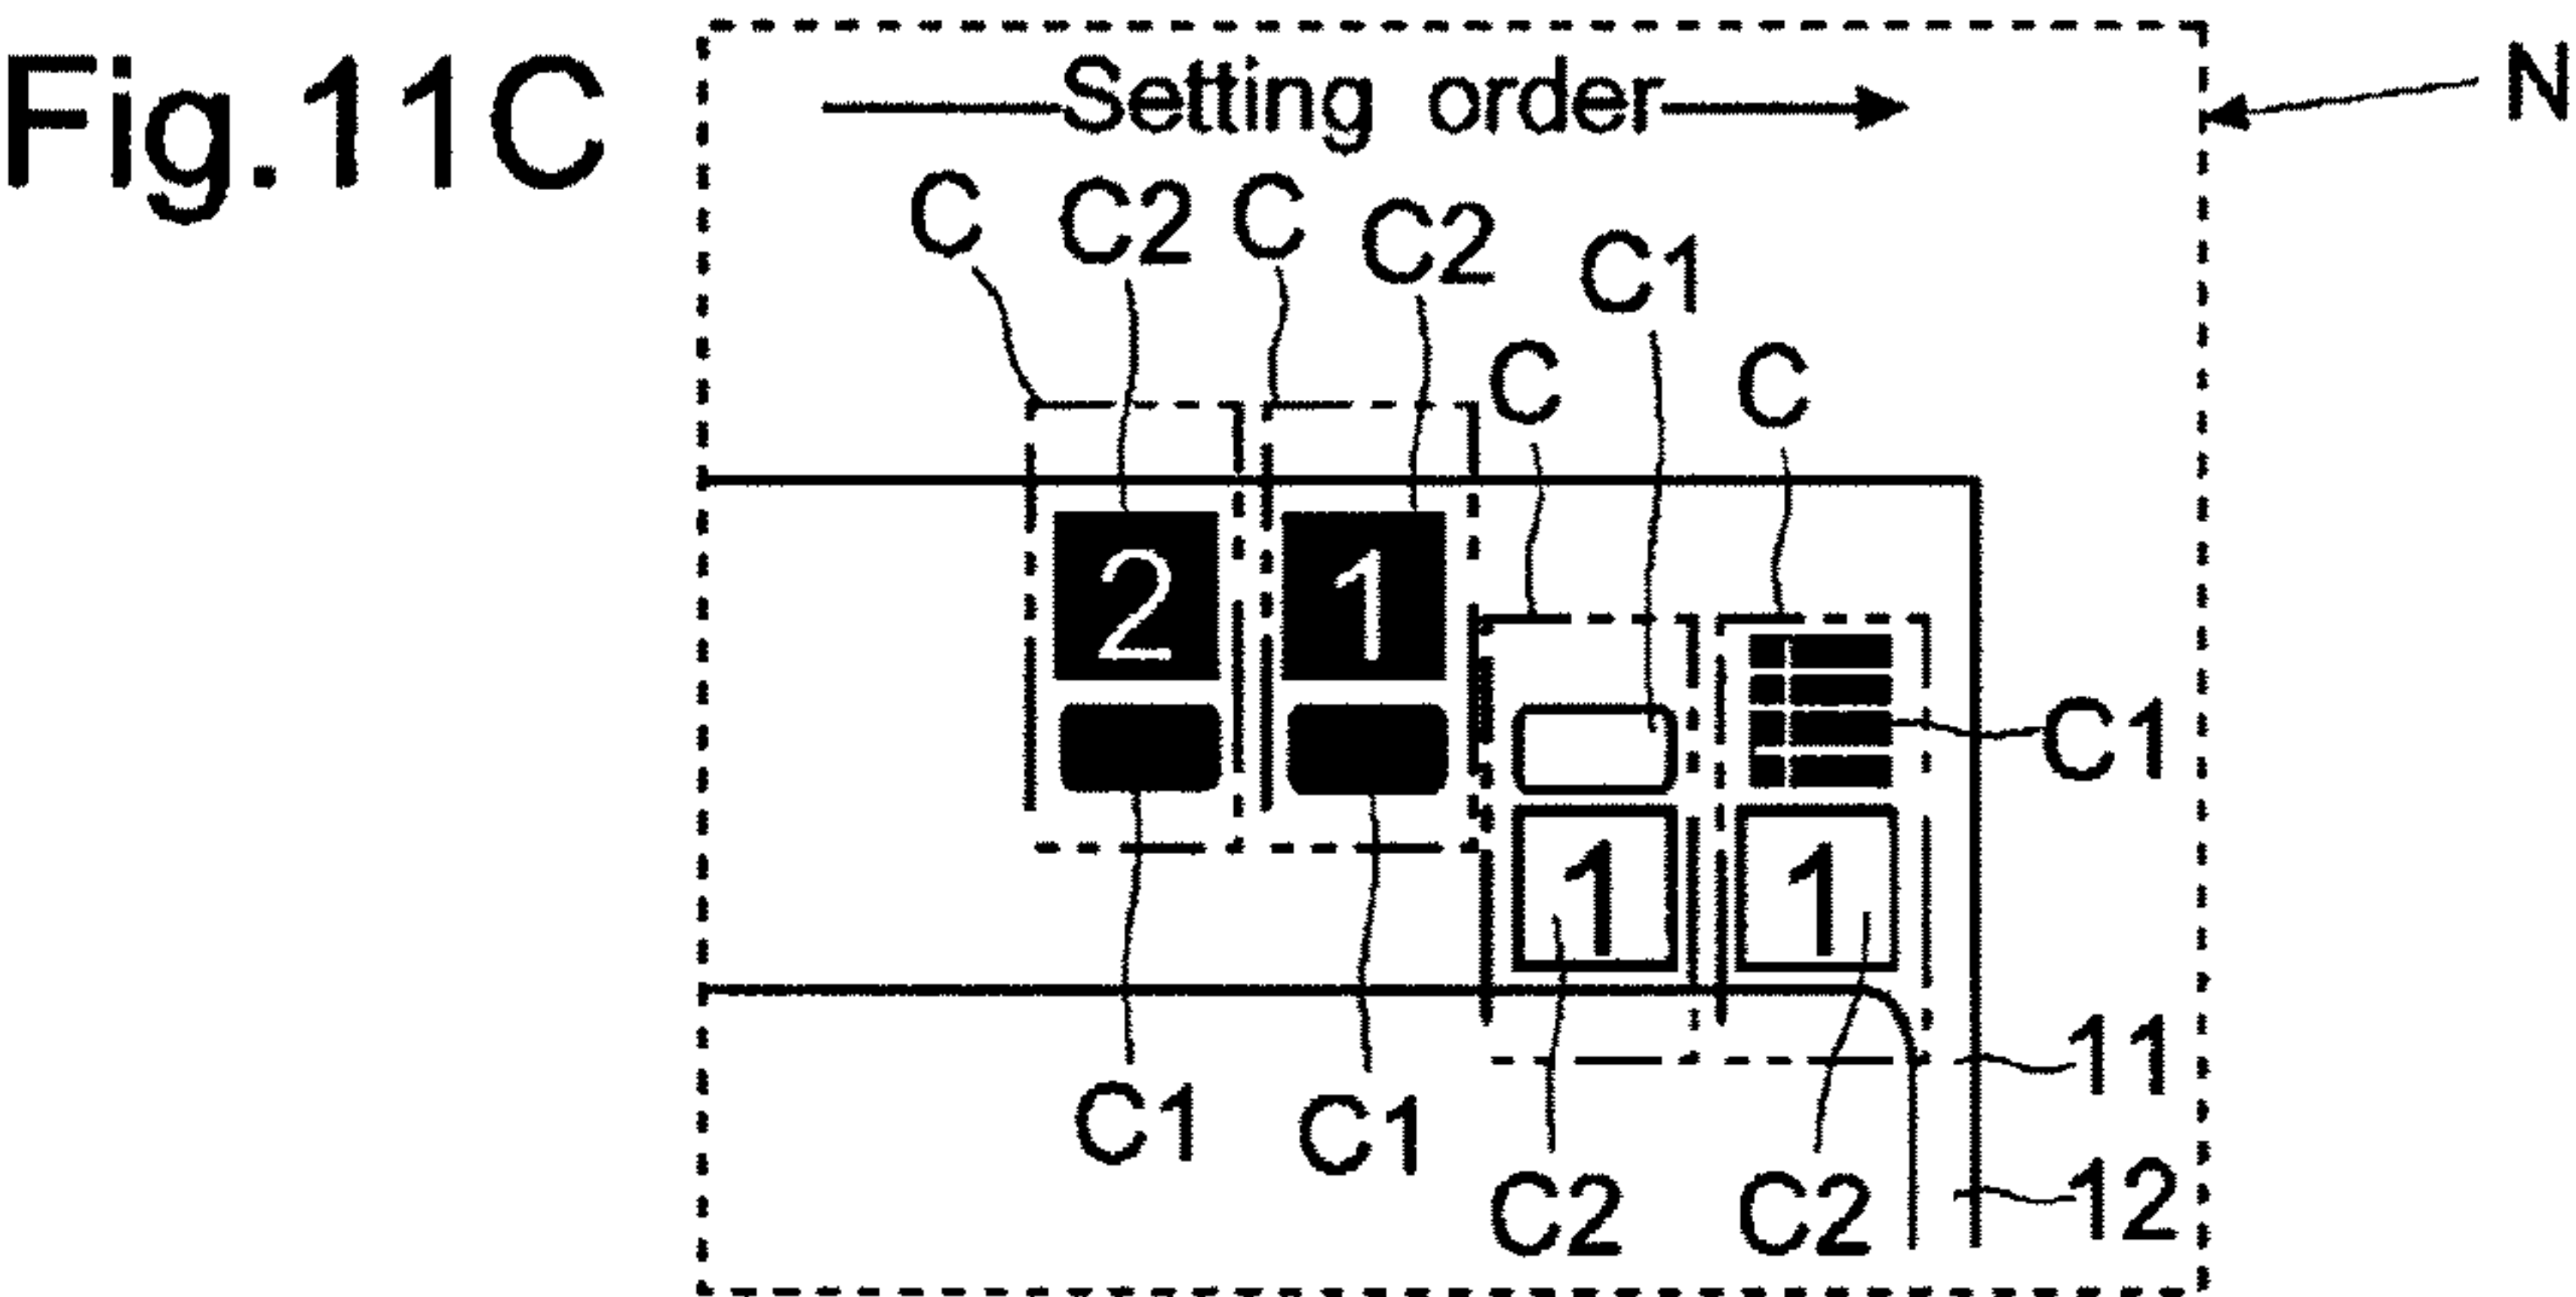 Fig.11C
Setting order
N
C C2 C C2 C1
C C
2 1
C1
1 1
11
C1 C1
12
C2 C2